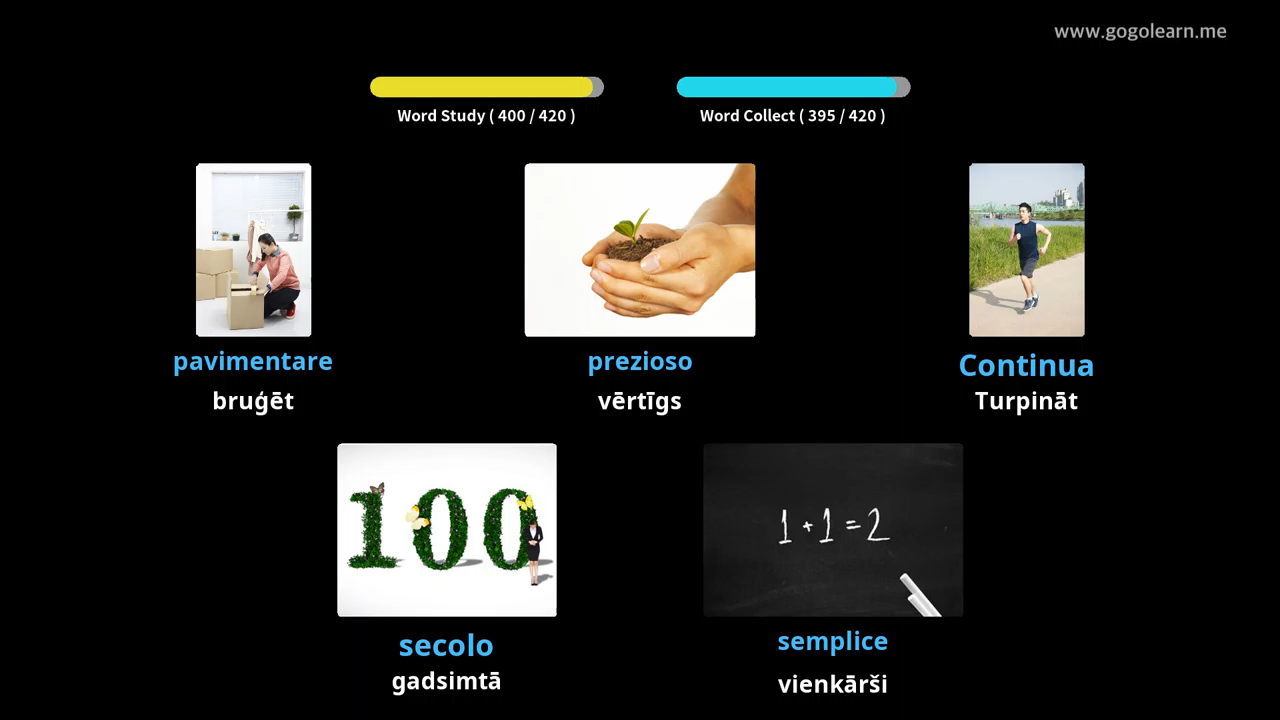 www.gogolearn.me
Word Study ( 400 / 420 )
Word Collect ( 395 / 420 )
pavimentare
bruģēt
prezioso
vērtīgs
Continua
Turpināt
100
secolo
gadsimtā
1 + 1 = 2
semplice
vienkārši